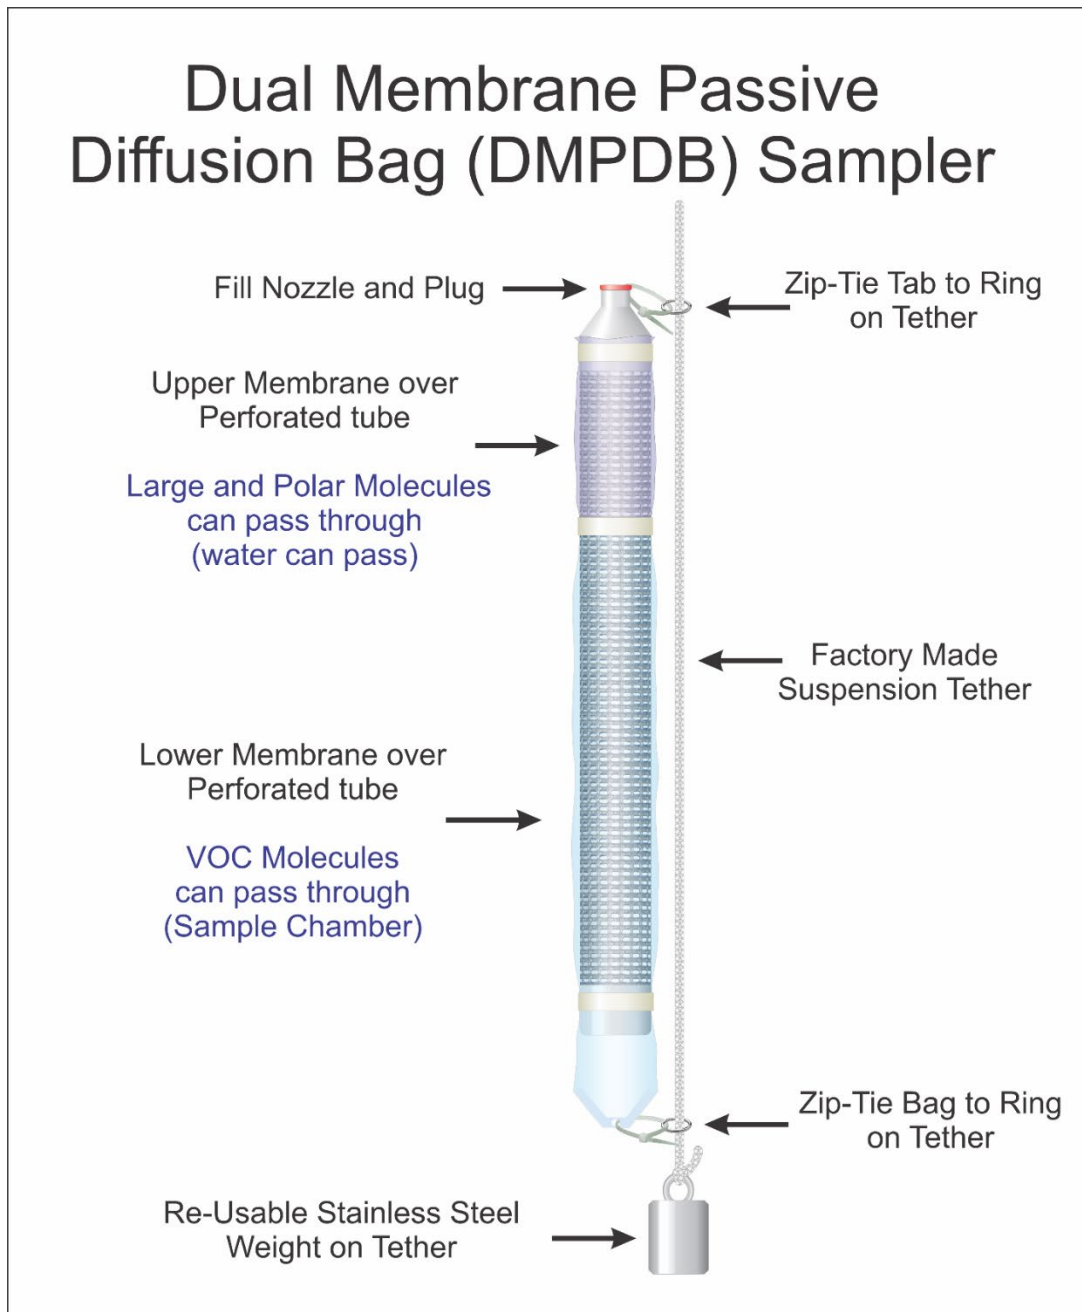 Dual Membrane Passive
Diffusion Bag (DMPDB) Sampler
Fill Nozzle and Plug
Zip-Tie Tab to Ring
on Tether
Upper Membrane over
Perforated tube
Large and Polar Molecules
can pass through
(water can pass)
Factory Made
Suspension Tether
Lower Membrane over
Perforated tube
VOC Molecules
can pass through
(Sample Chamber)
Zip-Tie Bag to Ring
on Tether
Re-Usable Stainless Steel
Weight on Tether